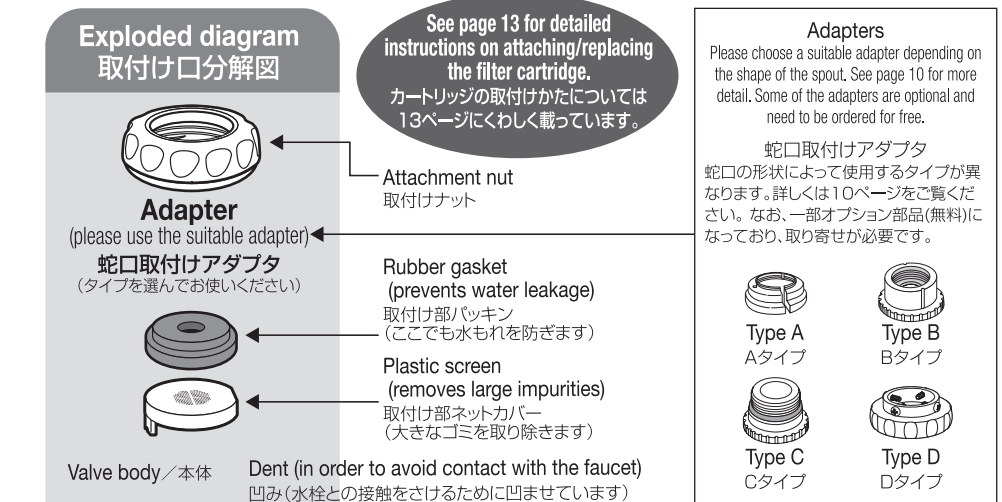 Exploded diagram
取付け口分解図
See page 13 for detailed
instructions on attaching/replacing
the filter cartridge.
カートリッジの取付けかたについては
13ページにくわしく載っています。
Attachment nut
取付けナット
Adapter
(please use the suitable adapter)
蛇口取付けアダプタ
(タイプを選んでお使いください)
Rubber gasket
(prevents water leakage)
取付け部パッキン
(ここでも水もれを防ぎます)
Plastic screen
(removes large impurities)
取付け部ネットカバー
(大きなゴミを取り除きます)
Valve body／本体
Dent (in order to avoid contact with the faucet)
凹み(水栓との接触をさけるために凹ませています)
Adapters
Please choose a suitable adapter depending on
the shape of the spout. See page 10 for more
detail. Some of the adapters are optional and
need to be ordered for free.
蛇口取付けアダプタ
蛇口の形状によって使用するタイプが異
なります。詳しくは10ページをご覧くだ
さい。なお、一部オプション部品(無料)に
なっており、取り寄せが必要です。
Type A
Aタイプ
Type B
Bタイプ
Type C
Cタイプ
Type D
Dタイプ